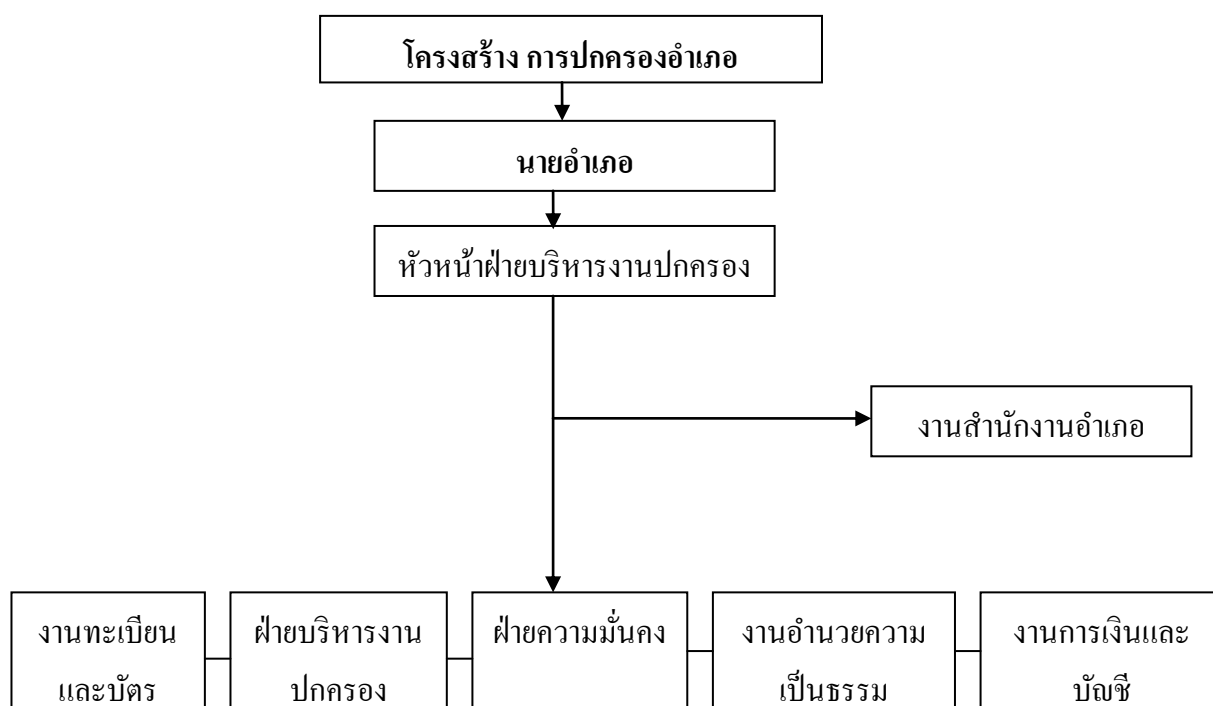 โครงสร้าง การปกครองอำเภอ
นายอำเภอ
หัวหน้าฝ่ายบริหารงานปกครอง
งานสำนักงานอำเภอ
งานทะเบียน
และบัตร
ฝ่ายบริหารงาน
ปกครอง
ฝ่ายความมั่นคง
งานอำนวยความ
เป็นธรรม
งานการเงินและ
บัญชี